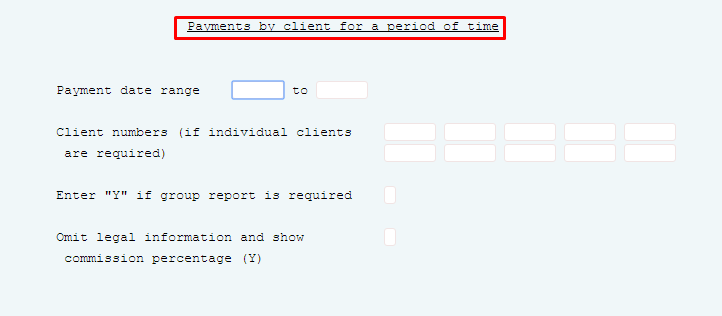 Payments by client for a period of time
Payment date range to
Client numbers (if individual clients
are required)
Enter "Y" if group report is required
Omit legal information and show
commission percentage (Y)